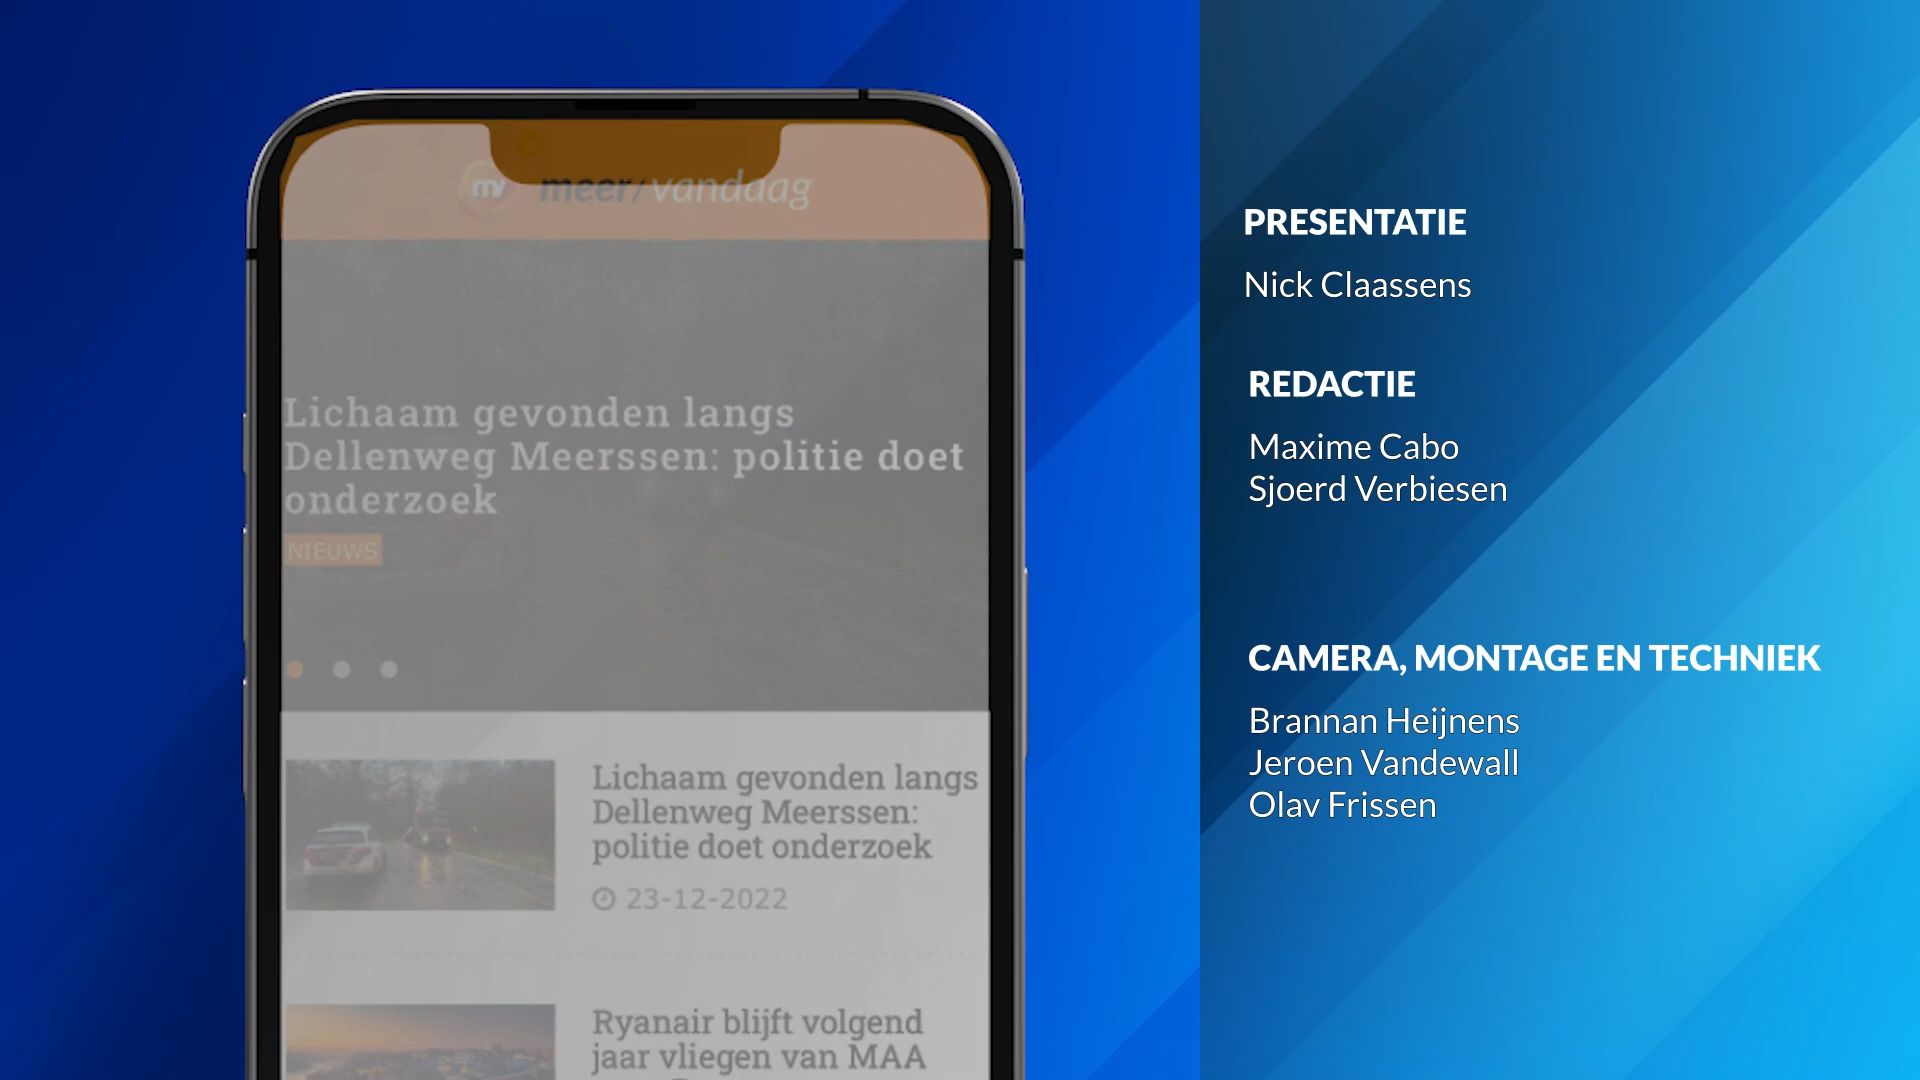 mv meer/vandaag
Lichaam gevonden langs
Dellenweg Meerssen: politie doet
onderzoek
NIEUWS
Lichaam gevonden langs
Dellenweg Meerssen:
politie doet onderzoek
23-12-2022
Ryanair blijft volgend
jaar vliegen van MAA
PRESENTATIE
Nick Claassens
REDACTIE
Maxime Cabo
Sjoerd Verbiesen
CAMERA, MONTAGE EN TECHNIEK
Brannan Heijnens
Jeroen Vandewall
Olav Frissen